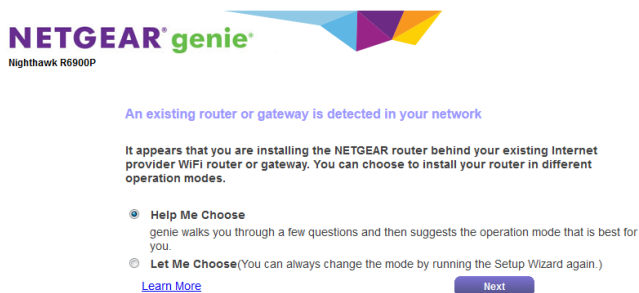 NETGEAR® genie®
Nighthawk R6900P
An existing router or gateway is detected in your network
It appears that you are installing the NETGEAR router behind your existing Internet
provider WiFi router or gateway. You can choose to install your router in different
operation modes.
Help Me Choose
genie walks you through a few questions and then suggests the operation mode that is best for
you.
Let Me Choose(You can always change the mode by running the Setup Wizard again.)
Learn More
Next